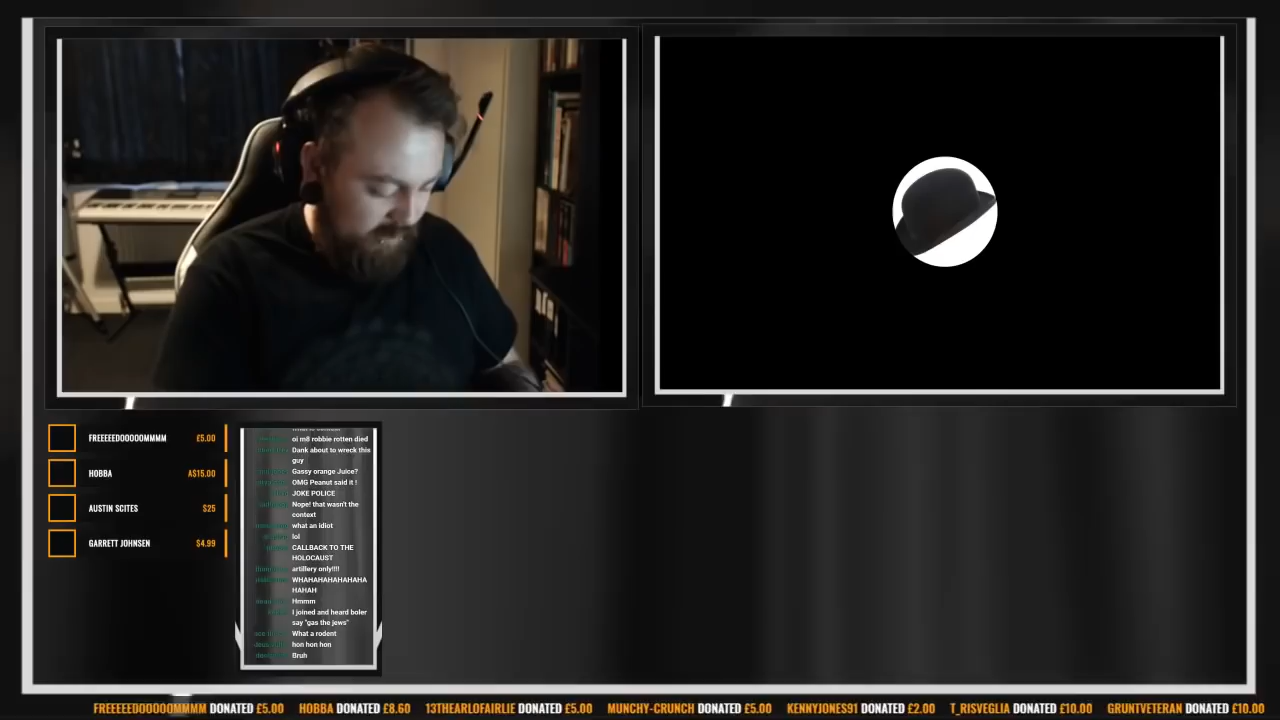 FREEEEDOOOOOMMMM £5.00
HOBBA A$15.00
AUSTIN SCITES $25
GARRETT JOHNSEN $4.99
oi m8 robbie rotten died
Dank about to wreck this
guy
Gassy orange Juice?
OMG Peanut said it !
JOKE POLICE
Nope! that wasn't the
context
what an idiot
lol
CALLBACK TO THE
HOLOCAUST
artillery only!!!!
WHAHAHAHAHAHAHA
HAHAH
Hmmm
I joined and heard boler
say "gas the jews"
What a rodent
hon hon hon
Bruh
FREEEEDOOOOOMMMM DONATED £5.00 HOBBA DONATED £8.60 13THEARLOFAIRLIE DONATED £5.00 MUNCHY-CRUNCH DONATED £5.00 KENNYJONES91 DONATED £2.00 T_RISVEGLIA DONATED £10.00 GRUNTVETERAN DONATED £10.00